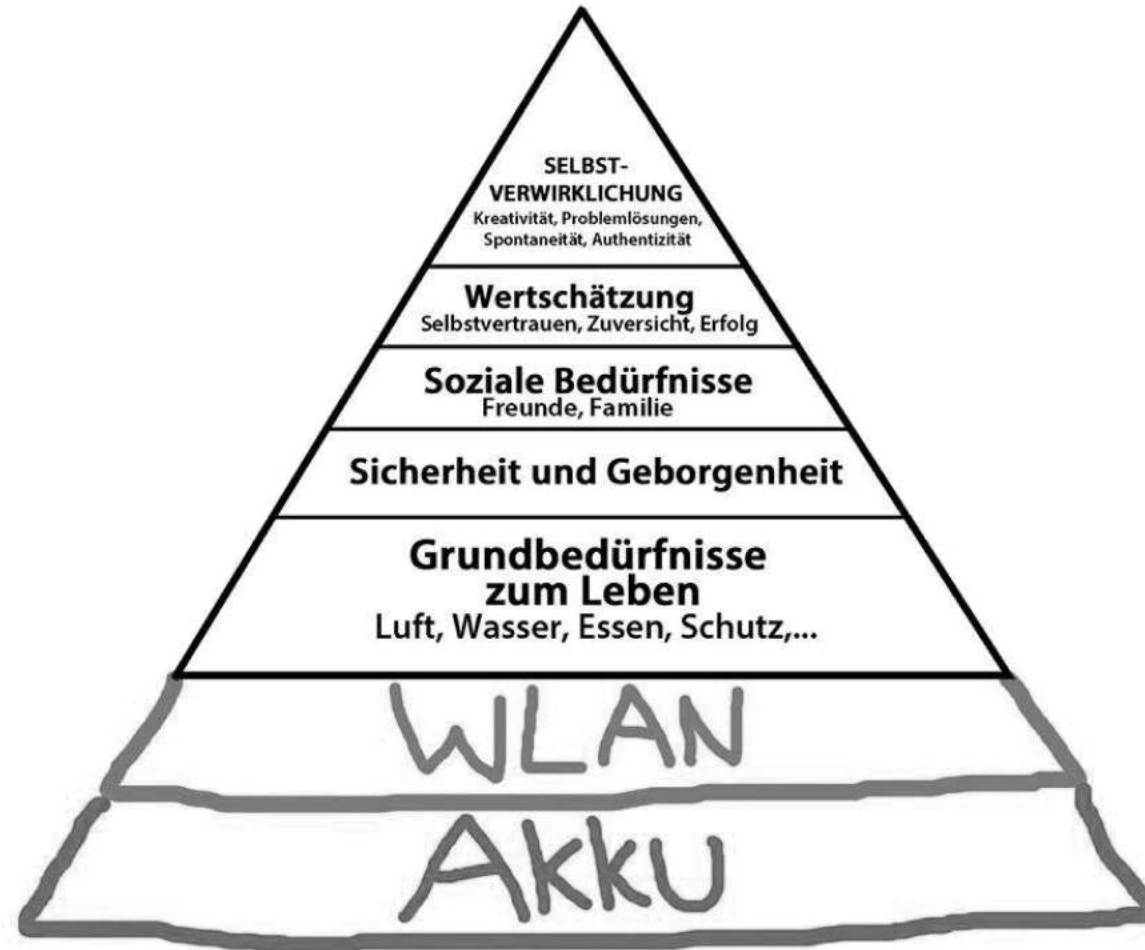 SELBST-
VERWIRKLICHUNG
Kreativität, Problemlösungen,
Spontaneität, Authentizität
Wertschätzung
Selbstvertrauen, Zuversicht, Erfolg
Soziale Bedürfnisse
Freunde, Familie
Sicherheit und Geborgenheit
Grundbedürfnisse
zum Leben
Luft, Wasser, Essen, Schutz,...
WLAN
AKKU